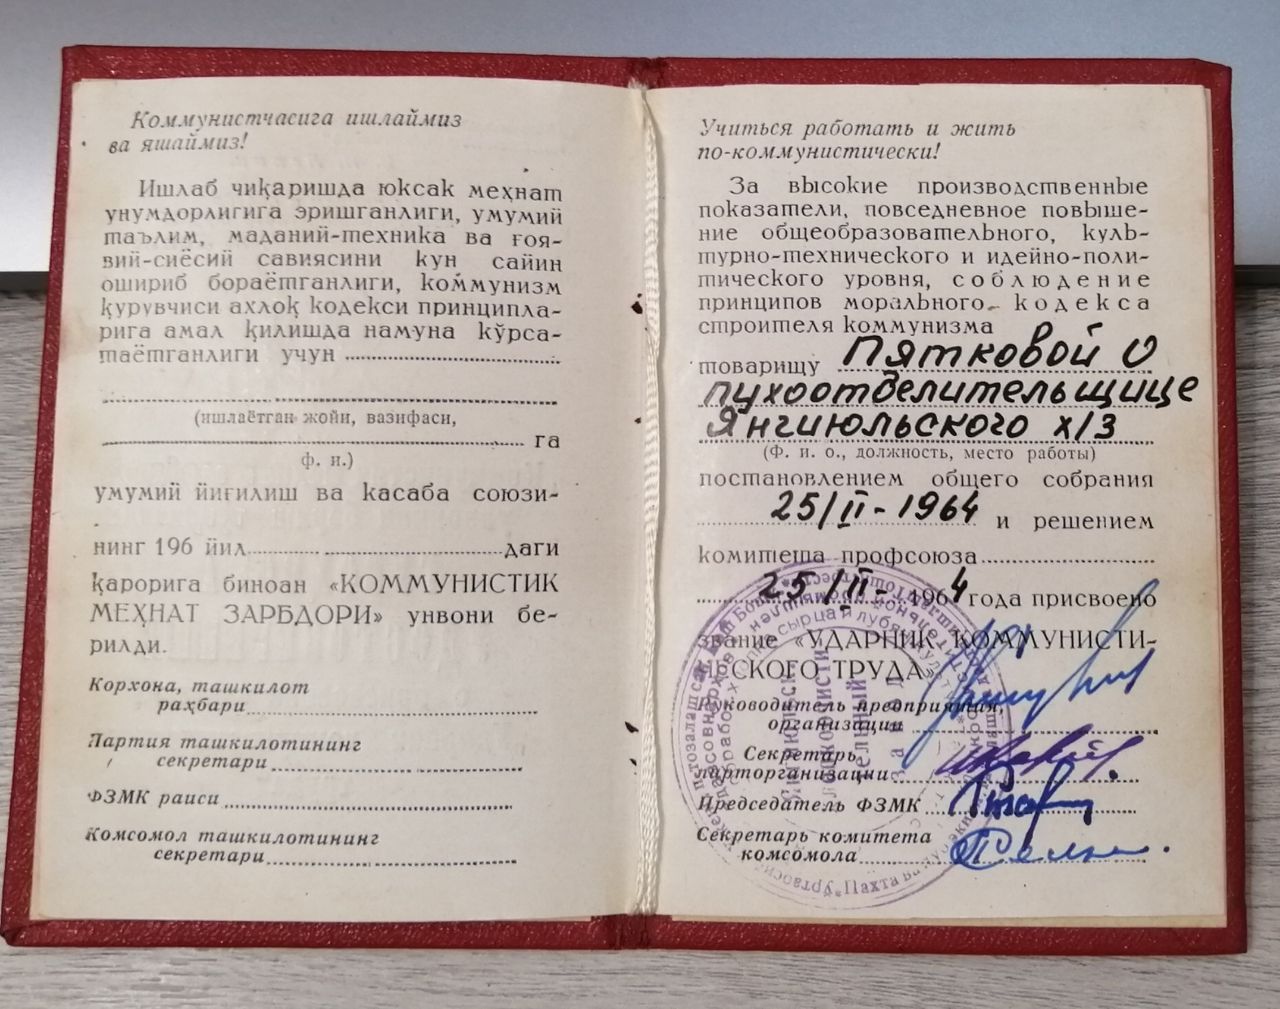 Коммунистчасига ишлаймиз
ва яшаймиз!
Ишлаб чиқаришда юксак меҳнат
унумдорлигига эришганлиги, умумий
таълим, маданий-техника ва ғоя-
вий-сиёсий савиясини кун сайин
ошириб бораётганлиги, коммунизм
қурувчиси ахлоқ кодекси принципла-
рига амал қилишда намуна кўрса-
таётганлиги учун
(ишлаётган жойи, вазифаси,
га
ф. и.)
умумий йиғилиш ва касаба союзи-
нинг 196 йил даги
қарорига биноан «КОММУНИСТИК
МЕҲНАТ ЗАРБДОРИ» унвони бе-
рилди.
Корхона, ташкилот
раҳбари
Партия ташкилотининг
секретари
ФЗМК раиси
Комсомол ташкилотининг
секретари
Учиться работать и жить
по-коммунистически!
За высокие производственные
показатели, повседневное повыше-
ние общеобразовательного, куль-
турно-технического и идейно-поли-
тического уровня, соблюдение
принципов морального кодекса
строителя коммунизма
товарищу Пятковой О
пухоотделительщице
Янгиюльского х/з
(Ф. и. о., должность, место работы)
постановлением общего собрания
25/II - 1964 и решением
комитета профсоюза
25/II - 1964 года присвоено
звание «УДАРНИК КОММУНИСТИ-
ЧЕСКОГО ТРУДА»
Руководитель предприятия,
организации
Секретарь
парторганизации
Председатель ФЗМК
Секретарь комитета
комсомола